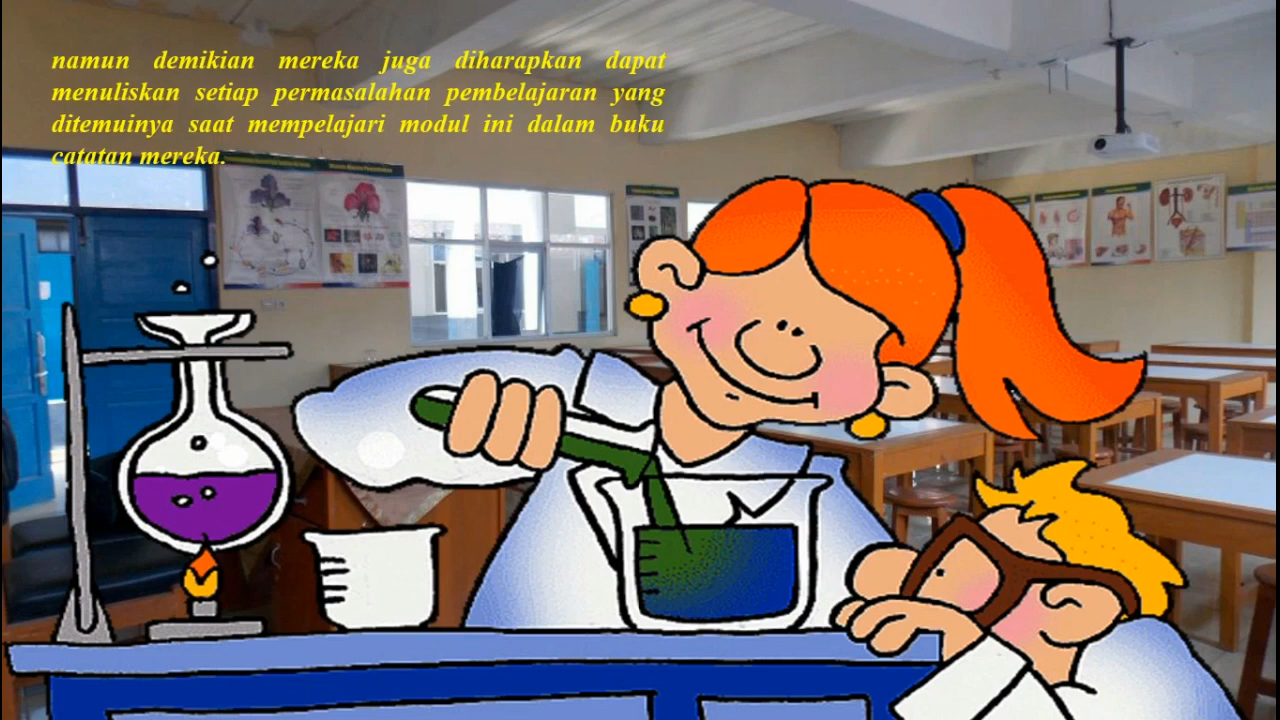 namun demikian mereka juga diharapkan dapat
menuliskan setiap permasalahan pembelajaran yang
ditemuinya saat mempelajari modul ini dalam buku
catatan mereka.